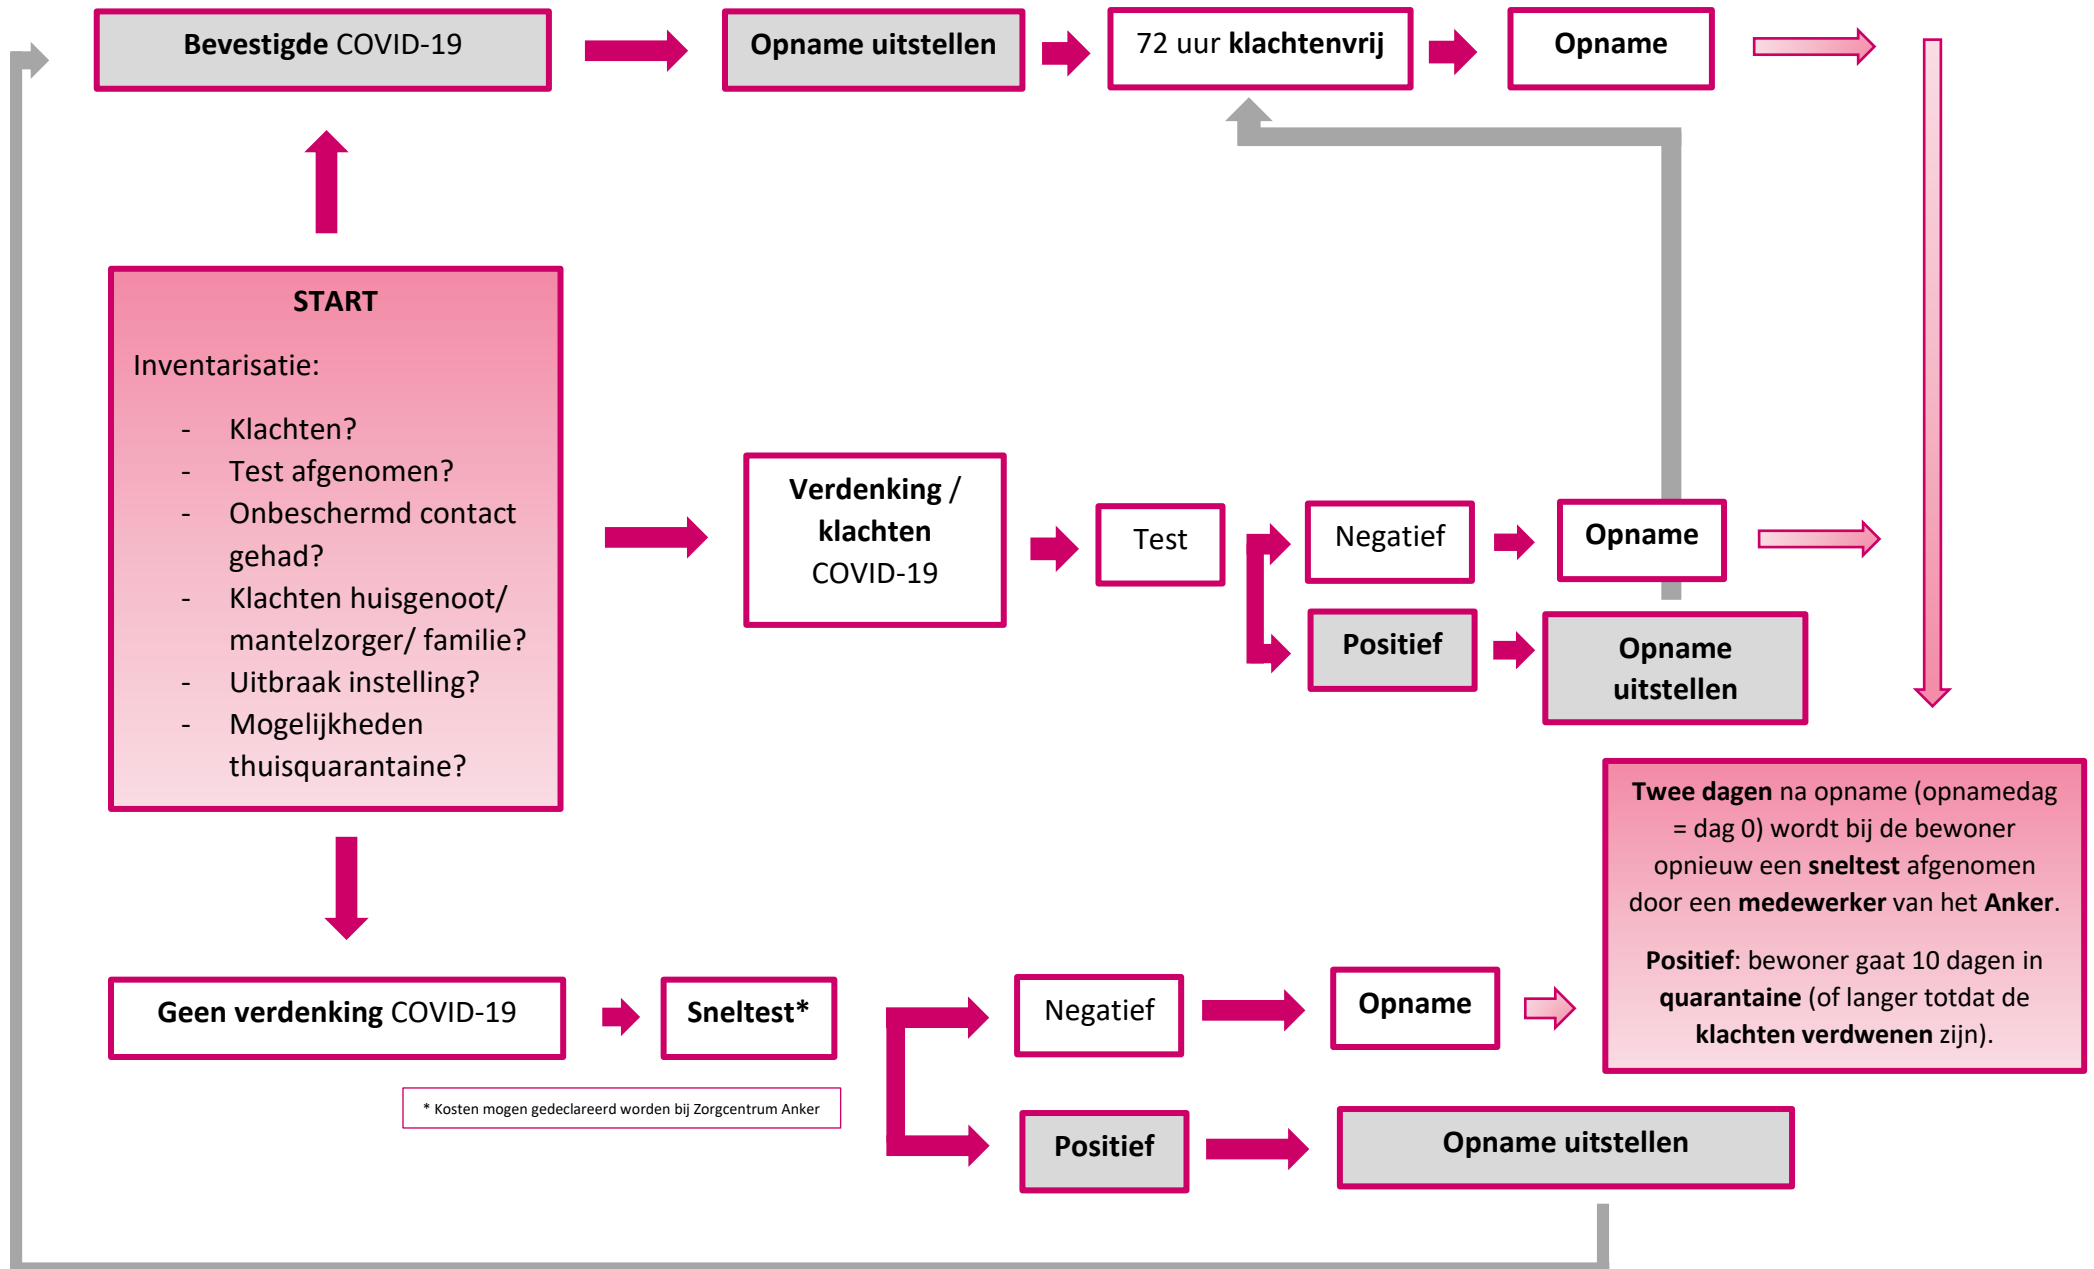 Bevestigde COVID-19
Opname uitstellen
72 uur klachtenvrij
Opname
START
Inventarisatie:
- Klachten?
- Test afgenomen?
- Onbeschermd contact
gehad?
- Klachten huisgenoot/
mantelzorger/ familie?
- Uitbraak instelling?
- Mogelijkheden
thuisquarantaine?
Verdenking /
klachten
COVID-19
Test
Negatief
Opname
Positief
Opname
uitstellen
Twee dagen na opname (opnamedag
= dag 0) wordt bij de bewoner
opnieuw een sneltest afgenomen
door een medewerker van het Anker.
Positief: bewoner gaat 10 dagen in
quarantaine (of langer totdat de
klachten verdwenen zijn).
Geen verdenking COVID-19
Sneltest*
Negatief
Opname
* Kosten mogen gedeclareerd worden bij Zorgcentrum Anker
Positief
Opname uitstellen